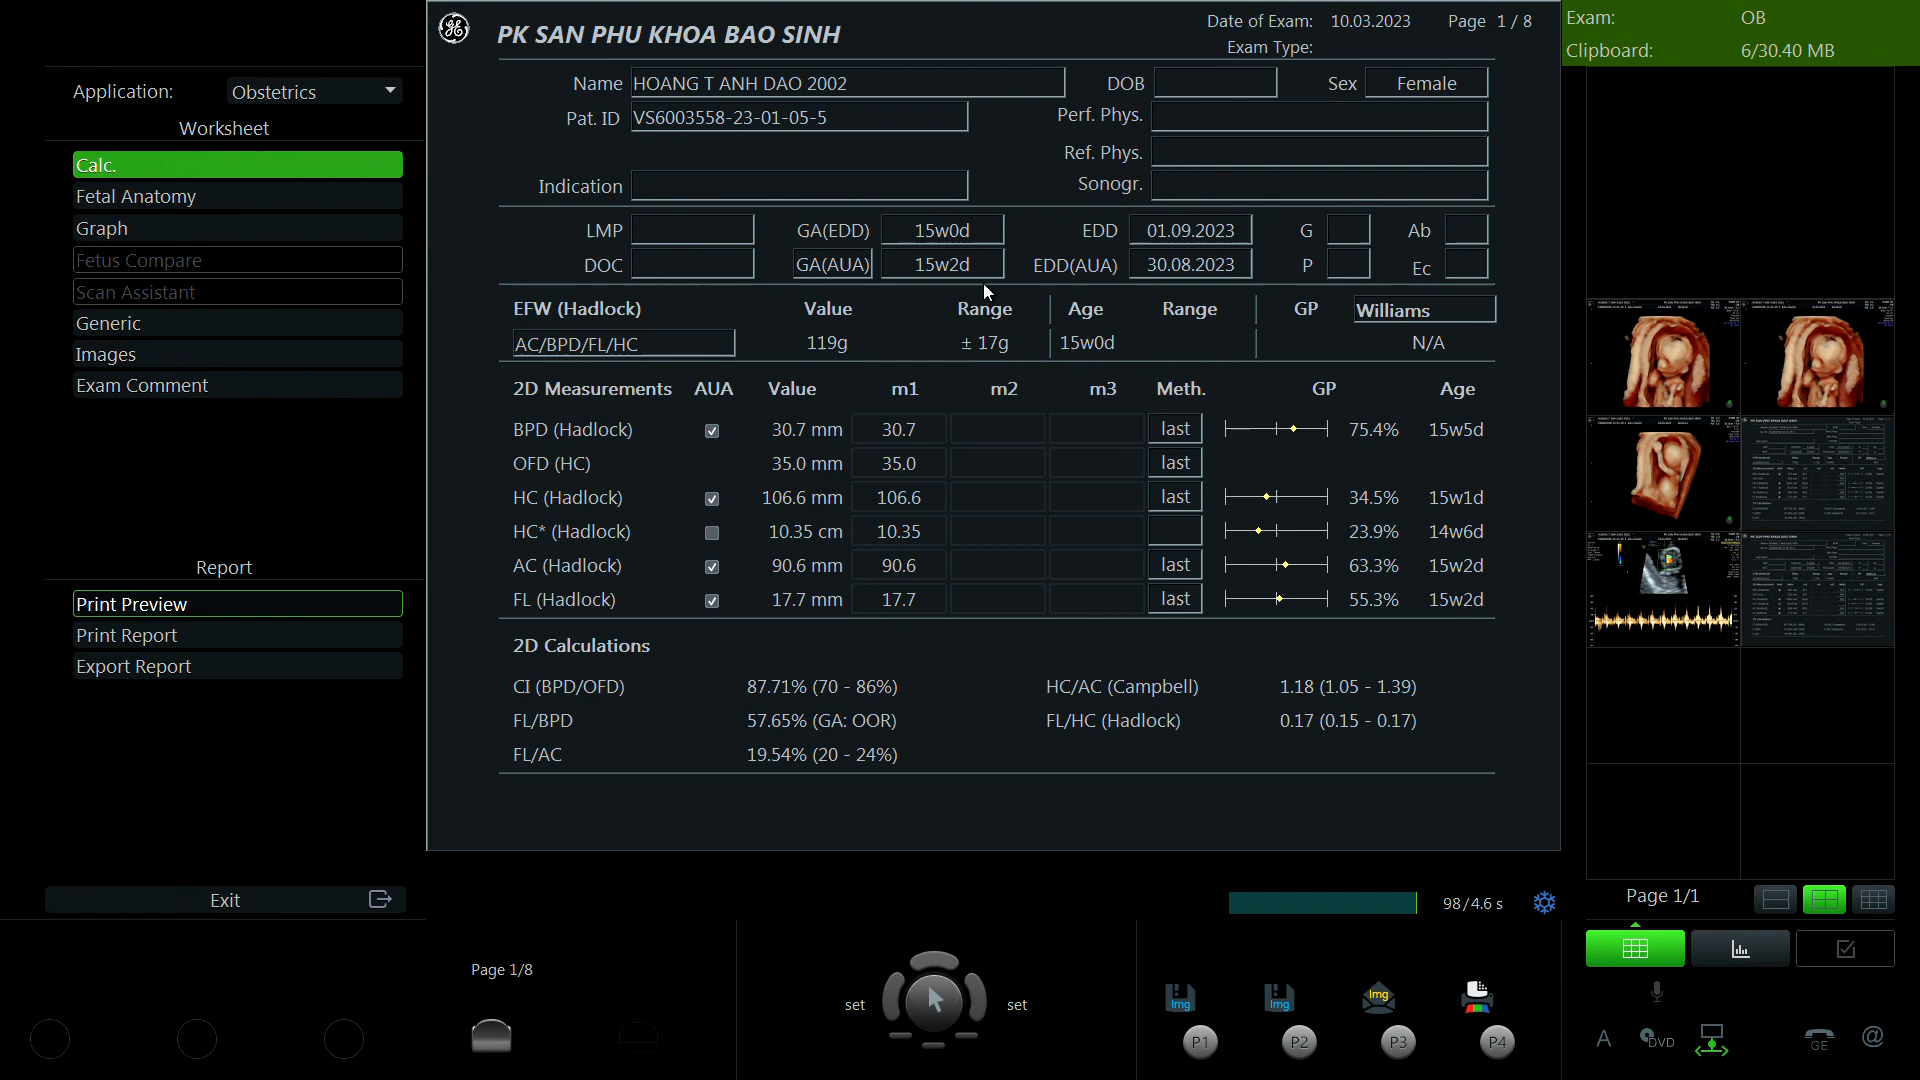 PK SAN PHU KHOA BAO SINH
Date of Exam: 10.03.2023 Page 1 / 8
Exam Type:
Exam: OB
Clipboard: 6/30.40 MB
Application: Obstetrics
Worksheet
Calc.
Fetal Anatomy
Graph
Fetus Compare
Scan Assistant
Generic
Images
Exam Comment
Report
Print Preview
Print Report
Export Report
Exit
Name HOANG T ANH DAO 2002 DOB Sex Female
Pat. ID VS6003558-23-01-05-5 Perf. Phys.
Ref. Phys.
Indication Sonogr.
LMP GA(EDD) 15w0d EDD 01.09.2023 G Ab
DOC GA(AUA) 15w2d EDD(AUA) 30.08.2023 P Ec
EFW (Hadlock) Value Range Age Range GP Williams
AC/BPD/FL/HC 119g ± 17g 15w0d N/A
2D Measurements AUA Value m1 m2 m3 Meth. GP Age
BPD (Hadlock) 30.7 mm 30.7 last 75.4% 15w5d
OFD (HC) 35.0 mm 35.0 last
HC (Hadlock) 106.6 mm 106.6 last 34.5% 15w1d
HC* (Hadlock) 10.35 cm 10.35 23.9% 14w6d
AC (Hadlock) 90.6 mm 90.6 last 63.3% 15w2d
FL (Hadlock) 17.7 mm 17.7 last 55.3% 15w2d
2D Calculations
CI (BPD/OFD) 87.71% (70 - 86%) HC/AC (Campbell) 1.18 (1.05 - 1.39)
FL/BPD 57.65% (GA: OOR) FL/HC (Hadlock) 0.17 (0.15 - 0.17)
FL/AC 19.54% (20 - 24%)
98/4.6 s
Page 1/1
Page 1/8
set set
Img Img Img
P1 P2 P3 P4
A DVD GE @